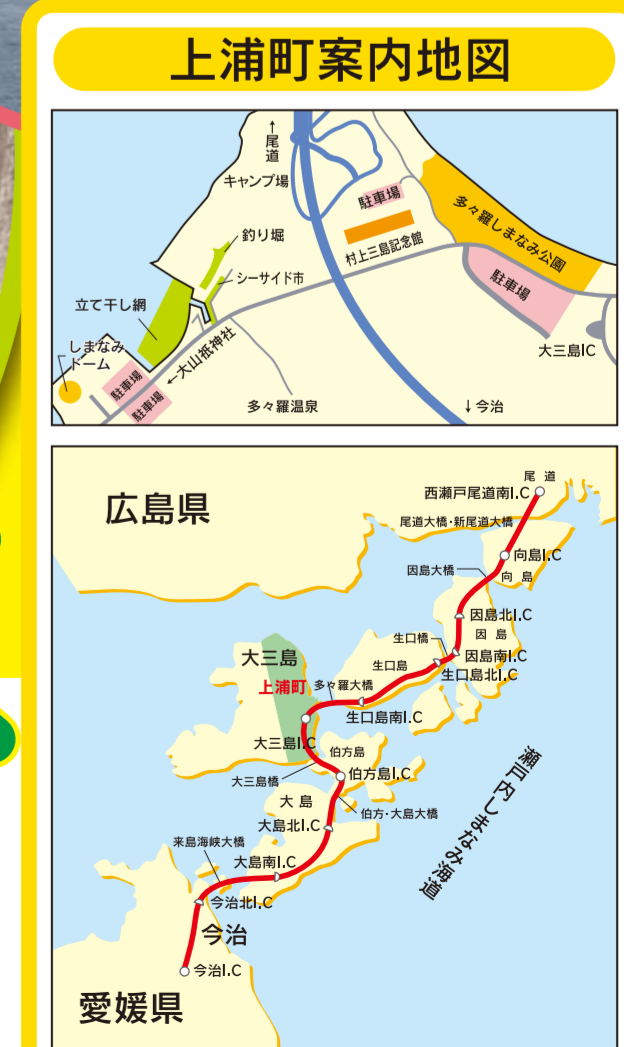 上浦町案内地図
←尾道
キャンプ場
駐車場
多々羅しまなみ公園
釣り堀
村上三島記念館
シーサイド市
駐車場
立て干し網
大三島IC
しまなみ
ドーム
←大山祇神社
駐車場
駐車場
多々羅温泉
↓今治
広島県
尾道
西瀬戸尾道南I.C
尾道大橋・新尾道大橋
向島I.C
向島
因島大橋
因島北I.C
因島
生口橋
因島南I.C
大三島
生口島
生口島北I.C
上浦町
多々羅大橋
生口島南I.C
大三島I.C
伯方島
伯方島I.C
大三島橋
大島
伯方・大島大橋
大島北I.C
瀬戸内しまなみ海道
来島海峡大橋
大島南I.C
今治北I.C
今治
今治I.C
愛媛県